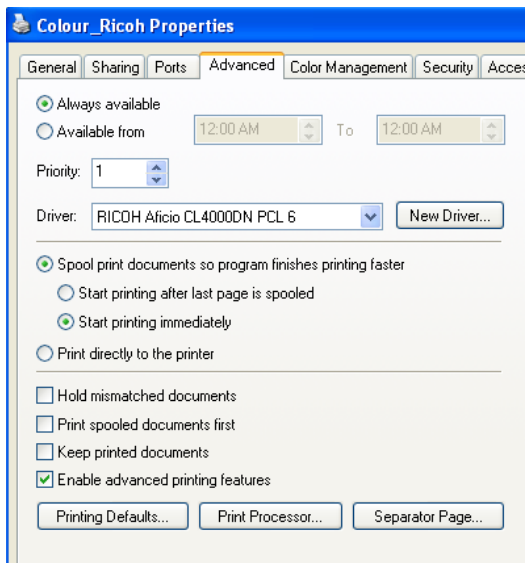 Colour_Ricoh Properties
General Sharing Ports Advanced Color Management Security
Always available
Available from 12:00 AM To 12:00 AM
Priority: 1
Driver: RICOH Aficio CL4000DN PCL 6 New Driver...
Spool print documents so program finishes printing faster
Start printing after last page is spooled
Start printing immediately
Print directly to the printer
Hold mismatched documents
Print spooled documents first
Keep printed documents
Enable advanced printing features
Printing Defaults... Print Processor... Separator Page...